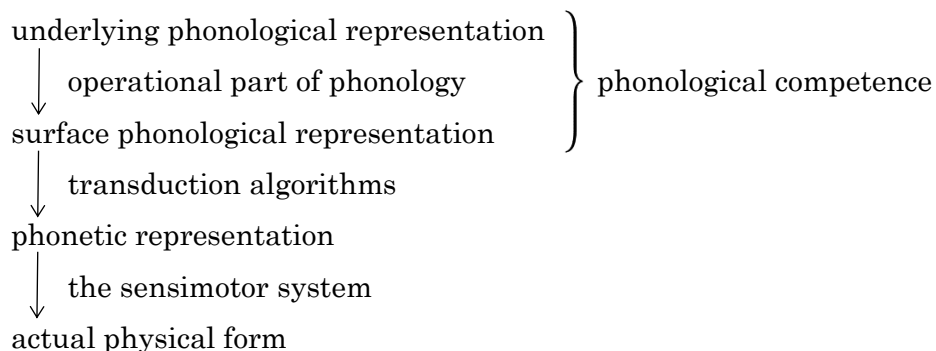 underlying phonological representation
operational part of phonology
phonological competence
surface phonological representation
transduction algorithms
phonetic representation
the sensimotor system
actual physical form